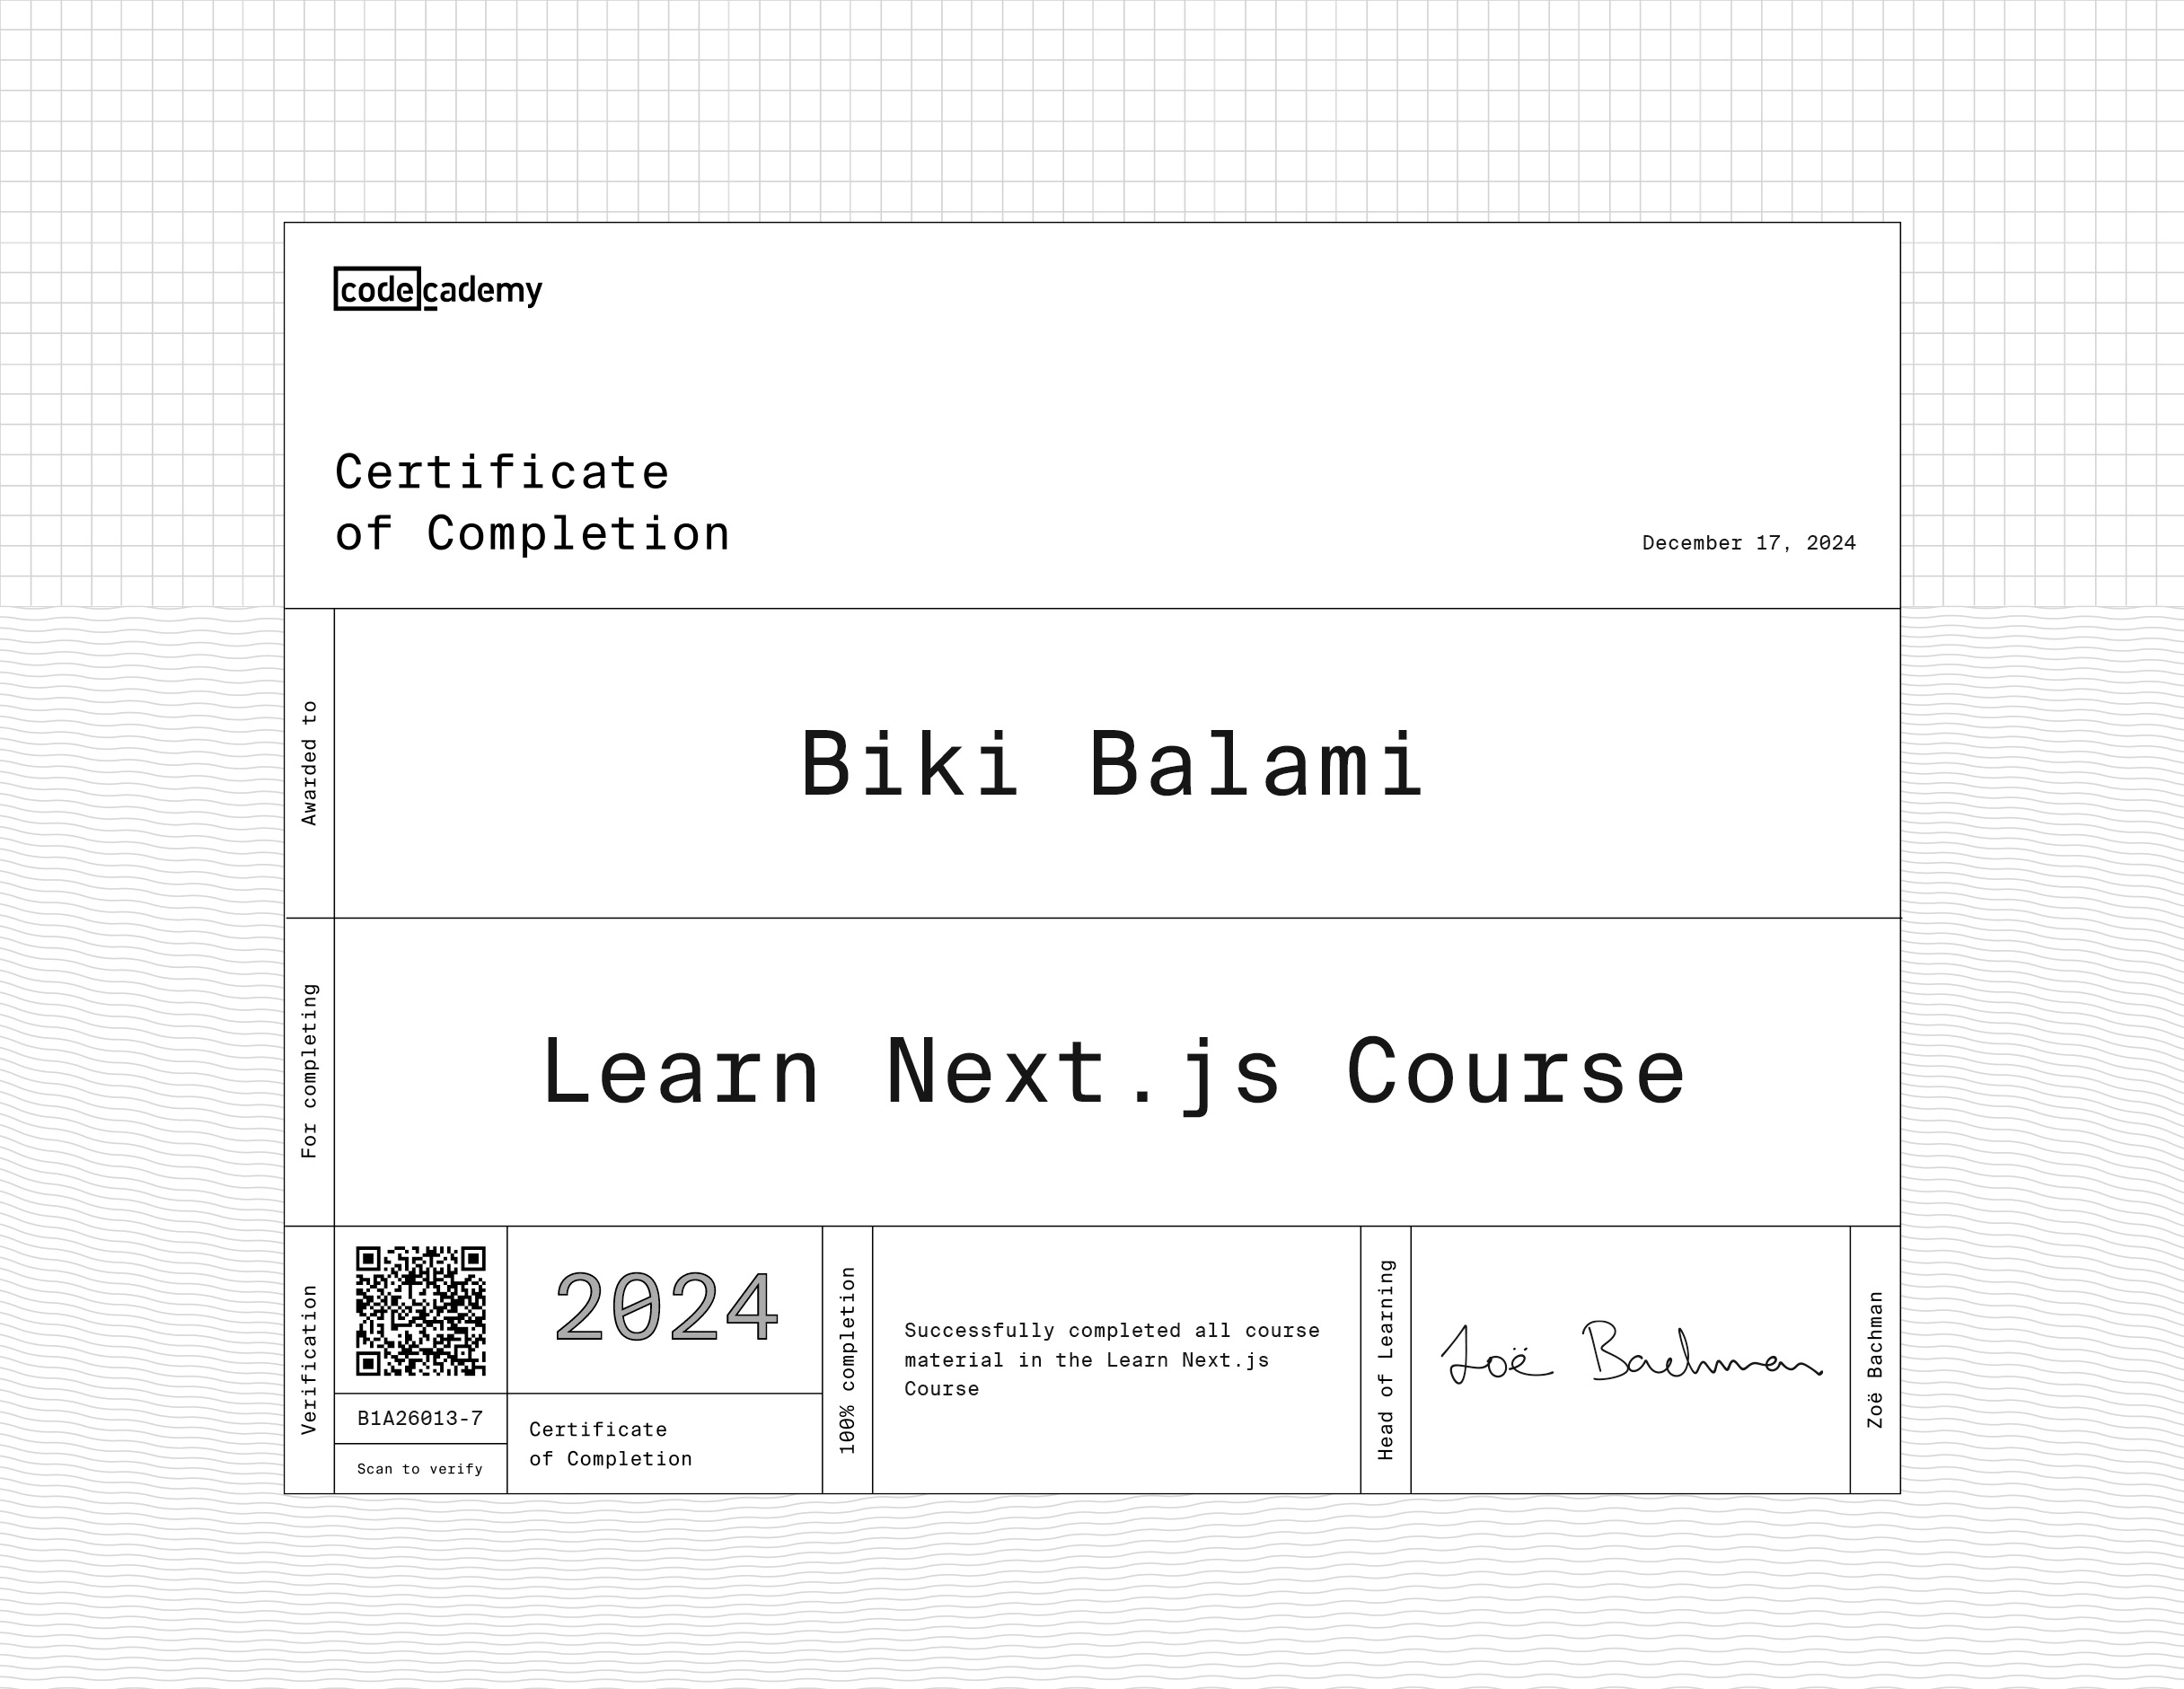 codecademy
Certificate
of Completion
December 17, 2024
Awarded to
Biki Balami
For completing
Learn Next.js Course
Verification
B1A26013-7
Scan to verify
2024
Certificate
of Completion
100% completion
Successfully completed all course
material in the Learn Next.js
Course
Head of Learning
Zoë Bachman
Zoë Bachman